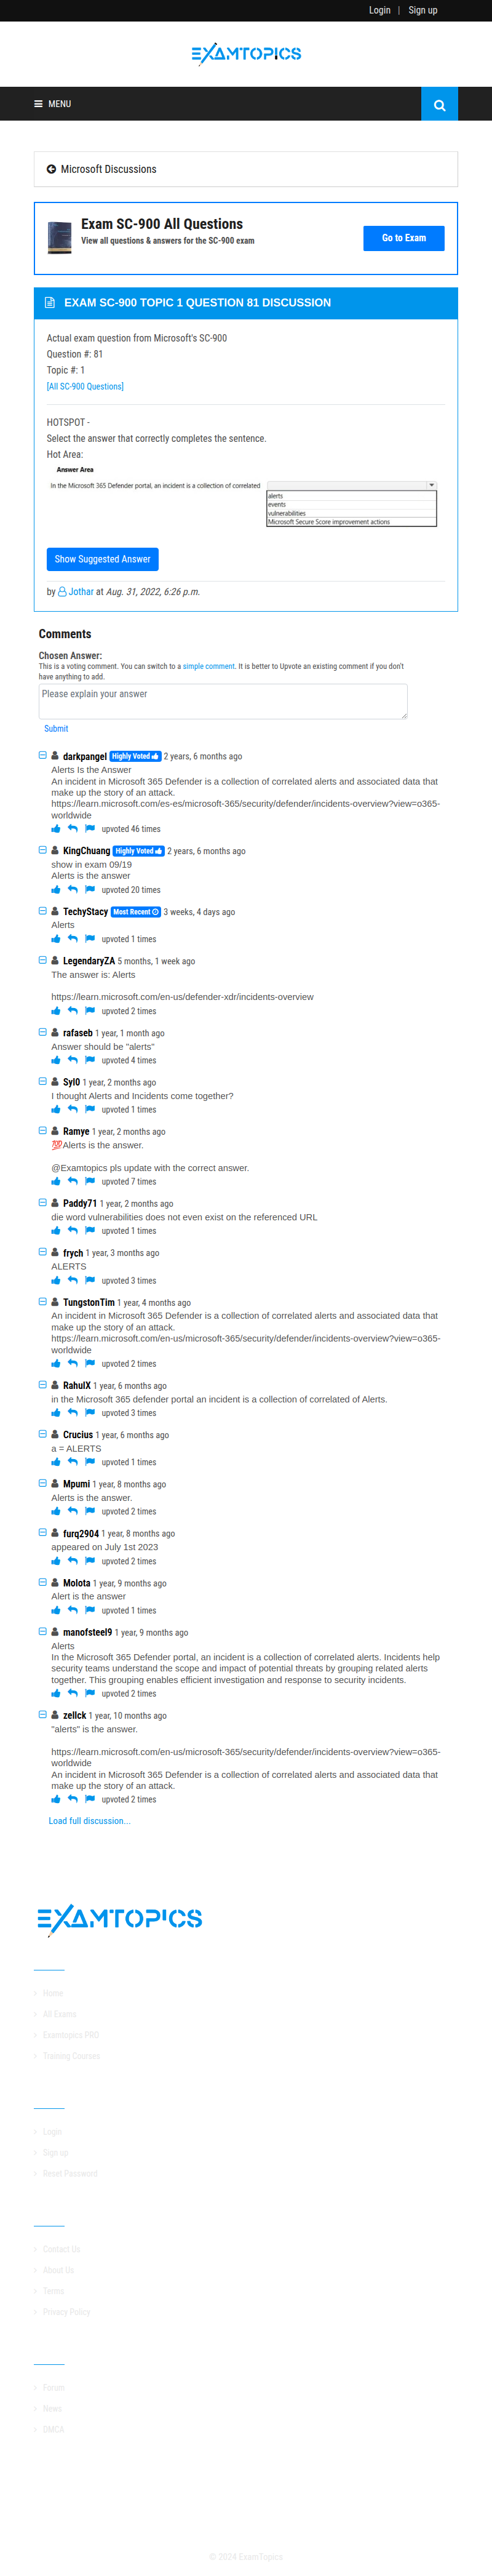 Login | Sign up
EXAMTOPICS
MENU
Microsoft Discussions
Exam SC-900 All Questions
View all questions & answers for the SC-900 exam
Go to Exam
EXAM SC-900 TOPIC 1 QUESTION 81 DISCUSSION
Actual exam question from Microsoft's SC-900
Question #: 81
Topic #: 1
[All SC-900 Questions]
HOTSPOT -
Select the answer that correctly completes the sentence.
Hot Area:
Answer Area
In the Microsoft 365 Defender portal, an incident is a collection of correlated
alerts
events
vulnerabilities
Microsoft Secure Score improvement actions
Show Suggested Answer
by Jothar at Aug. 31, 2022, 6:26 p.m.
Comments
Chosen Answer:
This is a voting comment. You can switch to a simple comment. It is better to Upvote an existing comment if you don't
have anything to add.
Please explain your answer
Submit
darkpangel Highly Voted 2 years, 6 months ago
Alerts Is the Answer
An incident in Microsoft 365 Defender is a collection of correlated alerts and associated data that
make up the story of an attack.
https://learn.microsoft.com/es-es/microsoft-365/security/defender/incidents-overview?view=o365-
worldwide
upvoted 46 times
KingChuang Highly Voted 2 years, 6 months ago
show in exam 09/19
Alerts is the answer
upvoted 20 times
TechyStacy Most Recent 3 weeks, 4 days ago
Alerts
upvoted 1 times
LegendaryZA 5 months, 1 week ago
The answer is: Alerts
https://learn.microsoft.com/en-us/defender-xdr/incidents-overview
upvoted 2 times
rafaseb 1 year, 1 month ago
Answer should be "alerts"
upvoted 4 times
Syl0 1 year, 2 months ago
I thought Alerts and Incidents come together?
upvoted 1 times
Ramye 1 year, 2 months ago
💯Alerts is the answer.
@Examtopics pls update with the correct answer.
upvoted 7 times
Paddy71 1 year, 2 months ago
die word vulnerabilities does not even exist on the referenced URL
upvoted 1 times
frych 1 year, 3 months ago
ALERTS
upvoted 3 times
TungstonTim 1 year, 4 months ago
An incident in Microsoft 365 Defender is a collection of correlated alerts and associated data that
make up the story of an attack.
https://learn.microsoft.com/en-us/microsoft-365/security/defender/incidents-overview?view=o365-
worldwide
upvoted 2 times
RahulX 1 year, 6 months ago
in the Microsoft 365 defender portal an incident is a collection of correlated of Alerts.
upvoted 3 times
Crucius 1 year, 6 months ago
a = ALERTS
upvoted 1 times
Mpumi 1 year, 8 months ago
Alerts is the answer.
upvoted 2 times
furq2904 1 year, 8 months ago
appeared on July 1st 2023
upvoted 2 times
Molota 1 year, 9 months ago
Alert is the answer
upvoted 1 times
manofsteel9 1 year, 9 months ago
Alerts
In the Microsoft 365 Defender portal, an incident is a collection of correlated alerts. Incidents help
security teams understand the scope and impact of potential threats by grouping related alerts
together. This grouping enables efficient investigation and response to security incidents.
upvoted 2 times
zellck 1 year, 10 months ago
"alerts" is the answer.
https://learn.microsoft.com/en-us/microsoft-365/security/defender/incidents-overview?view=o365-
worldwide
An incident in Microsoft 365 Defender is a collection of correlated alerts and associated data that
make up the story of an attack.
upvoted 2 times
Load full discussion...
EXAMTOPICS
Home
All Exams
Examtopics PRO
Training Courses
Login
Sign up
Reset Password
Contact Us
About Us
Terms
Privacy Policy
Forum
News
DMCA
© 2024 ExamTopics